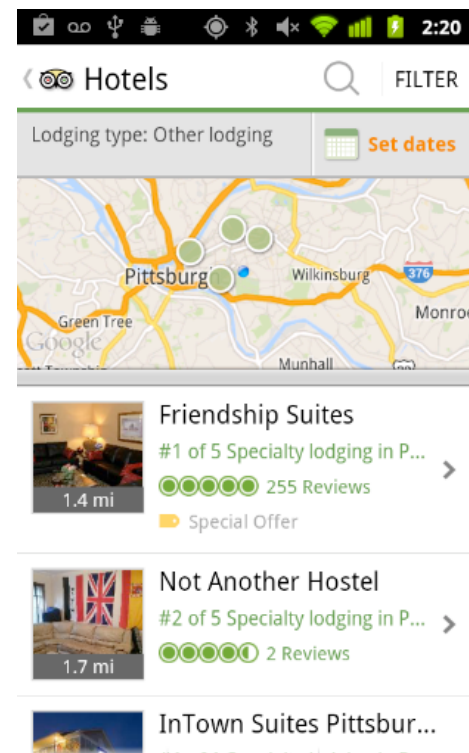 2:20
Hotels
FILTER
Lodging type: Other lodging
Set dates
Pittsburgh
Wilkinsburg
376
Monroe
Green Tree
Google
Munhall
Friendship Suites
#1 of 5 Specialty lodging in P...
255 Reviews
1.4 mi
Special Offer
Not Another Hostel
#2 of 5 Specialty lodging in P...
2 Reviews
1.7 mi
InTown Suites Pittsbur...